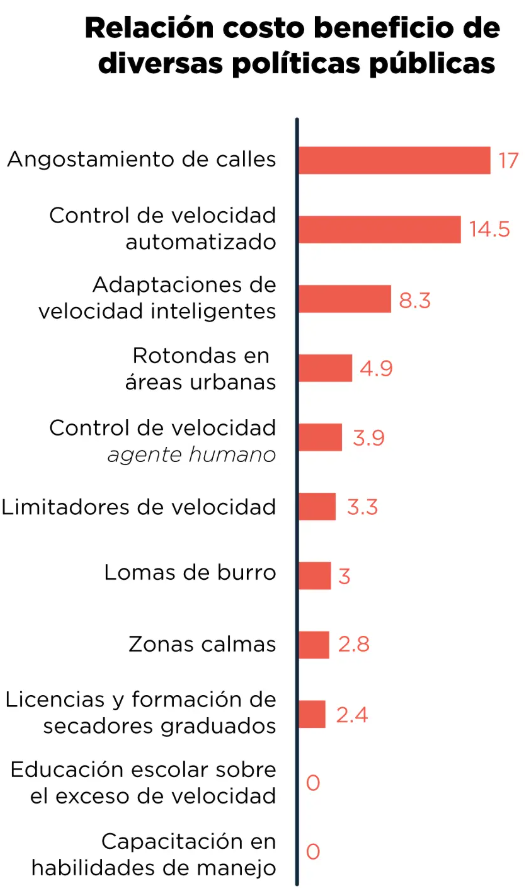 Relación costo beneficio de
diversas políticas públicas
Angostamiento de calles
17
Control de velocidad
automatizado
14.5
Adaptaciones de
velocidad inteligentes
8.3
Rotondas en
áreas urbanas
4.9
Control de velocidad
agente humano
3.9
Limitadores de velocidad
3.3
Lomas de burro
3
Zonas calmas
2.8
Licencias y formación de
secadores graduados
2.4
Educación escolar sobre
el exceso de velocidad
0
Capacitación en
habilidades de manejo
0